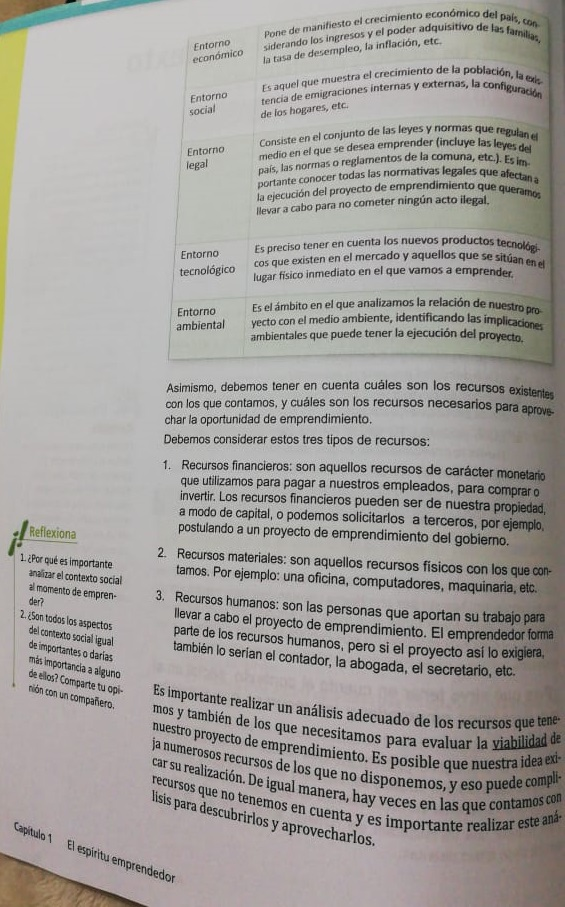 Entorno
económico
Pone de manifiesto el crecimiento económico del país, con-
siderando los ingresos y el poder adquisitivo de las familias,
la tasa de desempleo, la inflación, etc.
Entorno
social
Es aquel que muestra el crecimiento de la población, la exis-
tencia de emigraciones internas y externas, la configuración
de los hogares, etc.
Entorno
legal
Consiste en el conjunto de las leyes y normas que regulan el
medio en el que se desea emprender (incluye las leyes del
país, las normas o reglamentos de la comuna, etc.). Es im-
portante conocer todas las normativas legales que afectan a
la ejecución del proyecto de emprendimiento que queramos
llevar a cabo para no cometer ningún acto ilegal.
Entorno
tecnológico
Es preciso tener en cuenta los nuevos productos tecnológi-
cos que existen en el mercado y aquellos que se sitúan en el
lugar físico inmediato en el que vamos a emprender.
Entorno
ambiental
Es el ámbito en el que analizamos la relación de nuestro pro-
yecto con el medio ambiente, identificando las implicaciones
ambientales que puede tener la ejecución del proyecto.
Asimismo, debemos tener en cuenta cuáles son los recursos existentes
con los que contamos, y cuáles son los recursos necesarios para aprove-
char la oportunidad de emprendimiento.
Debemos considerar estos tres tipos de recursos:
1. Recursos financieros: son aquellos recursos de carácter monetario
que utilizamos para pagar a nuestros empleados, para comprar o
invertir. Los recursos financieros pueden ser de nuestra propiedad,
a modo de capital, o podemos solicitarlos a terceros, por ejemplo,
postulando a un proyecto de emprendimiento del gobierno.
2. Recursos materiales: son aquellos recursos físicos con los que con-
tamos. Por ejemplo: una oficina, computadores, maquinaria, etc.
3. Recursos humanos: son las personas que aportan su trabajo para
llevar a cabo el proyecto de emprendimiento. El emprendedor forma
parte de los recursos humanos, pero si el proyecto así lo exigiera,
también lo serían el contador, la abogada, el secretario, etc.
Reflexiona
1. ¿Por qué es importante
analizar el contexto social
al momento de empren-
der?
2. ¿Son todos los aspectos
del contexto social igual
de importantes o darías
más importancia a alguno
de ellos? Comparte tu opi-
nión con un compañero.
Es importante realizar un análisis adecuado de los recursos que tene-
mos y también de los que necesitamos para evaluar la viabilidad de
nuestro proyecto de emprendimiento. Es posible que nuestra idea exi-
ja numerosos recursos de los que no disponemos, y eso puede compli-
car su realización. De igual manera, hay veces en las que contamos con
recursos que no tenemos en cuenta y es importante realizar este aná-
lisis para descubrirlos y aprovecharlos.
Capítulo 1 El espíritu emprendedor